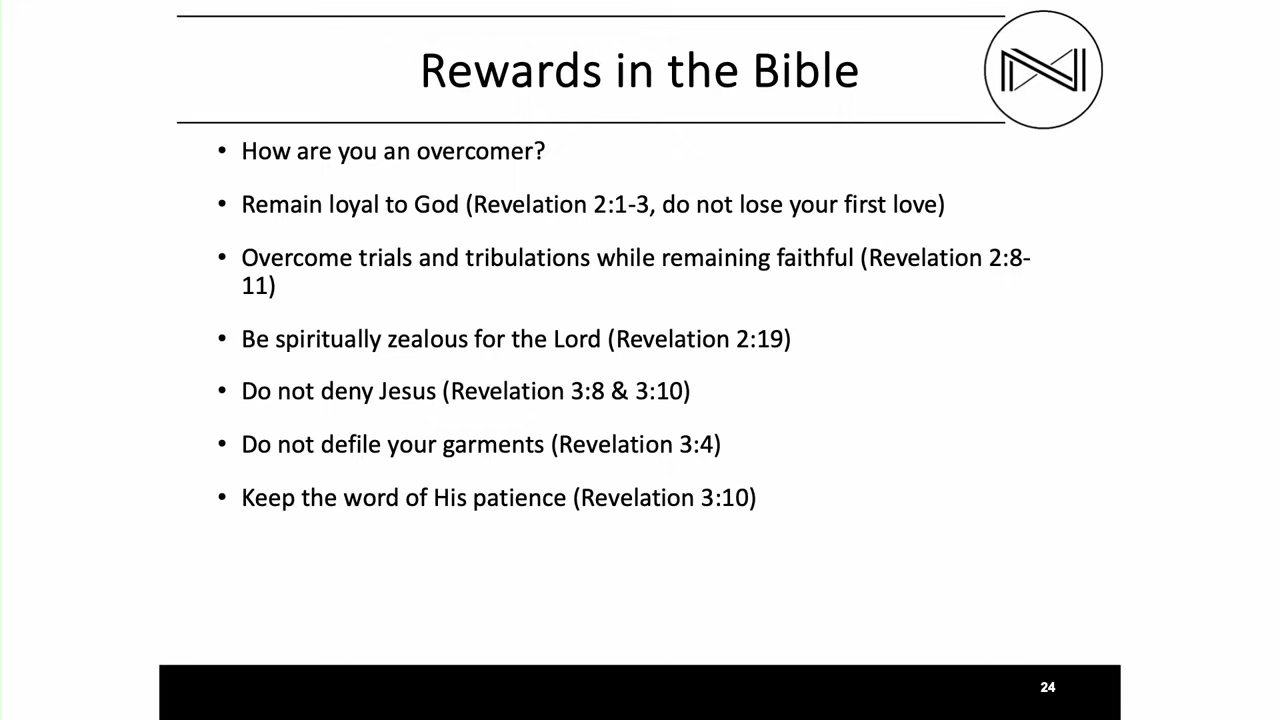 Rewards in the Bible
• How are you an overcomer?
• Remain loyal to God (Revelation 2:1-3, do not lose your first love)
• Overcome trials and tribulations while remaining faithful (Revelation 2:8-
11)
• Be spiritually zealous for the Lord (Revelation 2:19)
• Do not deny Jesus (Revelation 3:8 & 3:10)
• Do not defile your garments (Revelation 3:4)
• Keep the word of His patience (Revelation 3:10)
24